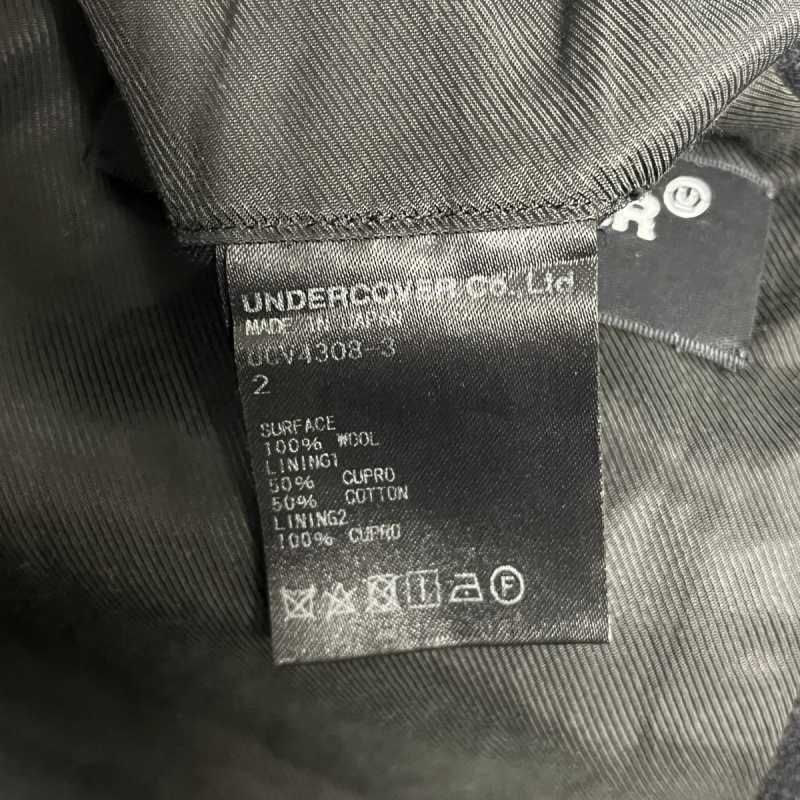 ER®
UNDERCOVER Co., Ltd
MADE IN JAPAN
UCV4308-3
2
SURFACE
100% WOOL
LINING1
50% CUPRO
50% COTTON
LINING2
100% CUPRO
F